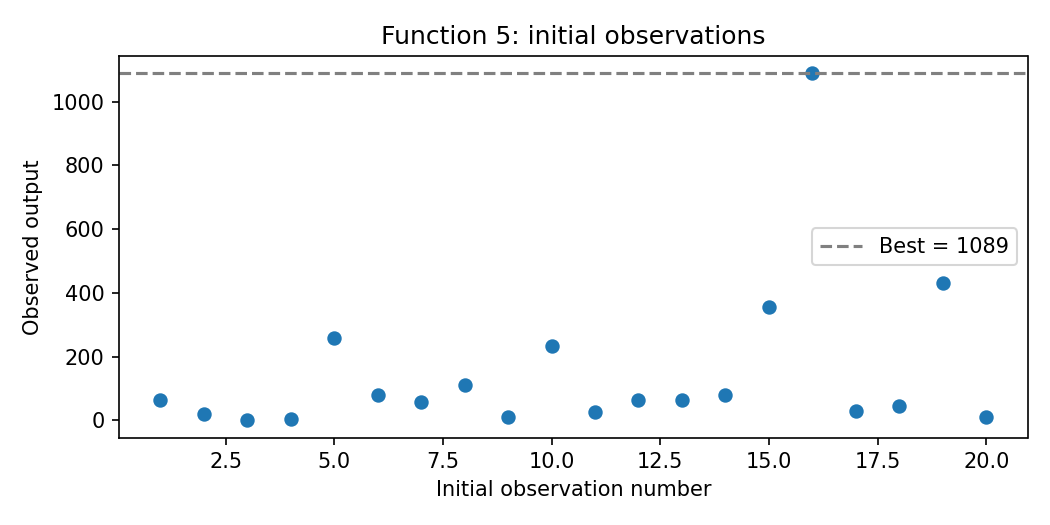 Function 5: initial observations
Observed output
1000
800
600
400
200
0
Best = 1089
2.5 5.0 7.5 10.0 12.5 15.0 17.5 20.0
Initial observation number